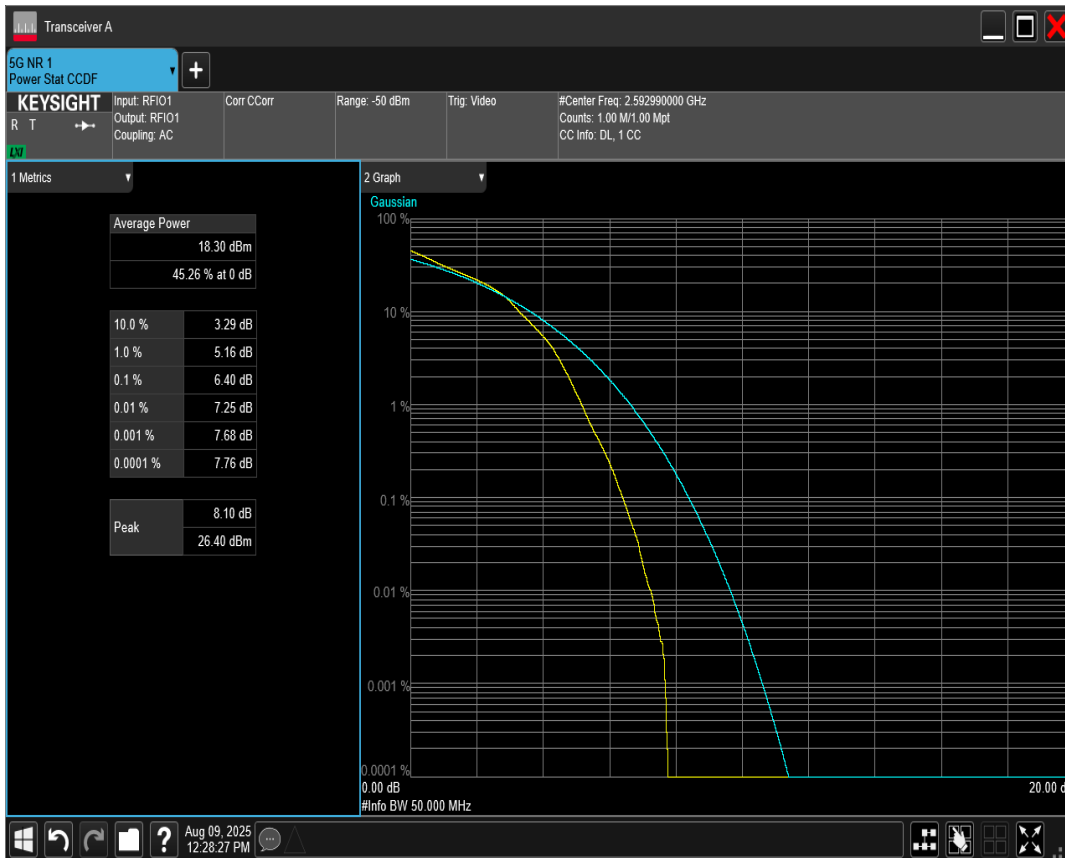 Transceiver A
5G NR 1
Power Stat CCDF
KEYSIGHT
R T
LXI
Input: RFIO1
Output: RFIO1
Coupling: AC
Corr CCorr
Range: -50 dBm
Trig: Video
#Center Freq: 2.592990000 GHz
Counts: 1.00 M/1.00 Mpt
CC Info: DL, 1 CC
1 Metrics
Average Power
18.30 dBm
45.26 % at 0 dB
10.0 % 3.29 dB
1.0 % 5.16 dB
0.1 % 6.40 dB
0.01 % 7.25 dB
0.001 % 7.68 dB
0.0001 % 7.76 dB
Peak
8.10 dB
26.40 dBm
2 Graph
Gaussian
100 %
10 %
1 %
0.1 %
0.01 %
0.001 %
0.0001 %
0.00 dB
20.00 d
#Info BW 50.000 MHz
?
Aug 09, 2025
12:28:27 PM